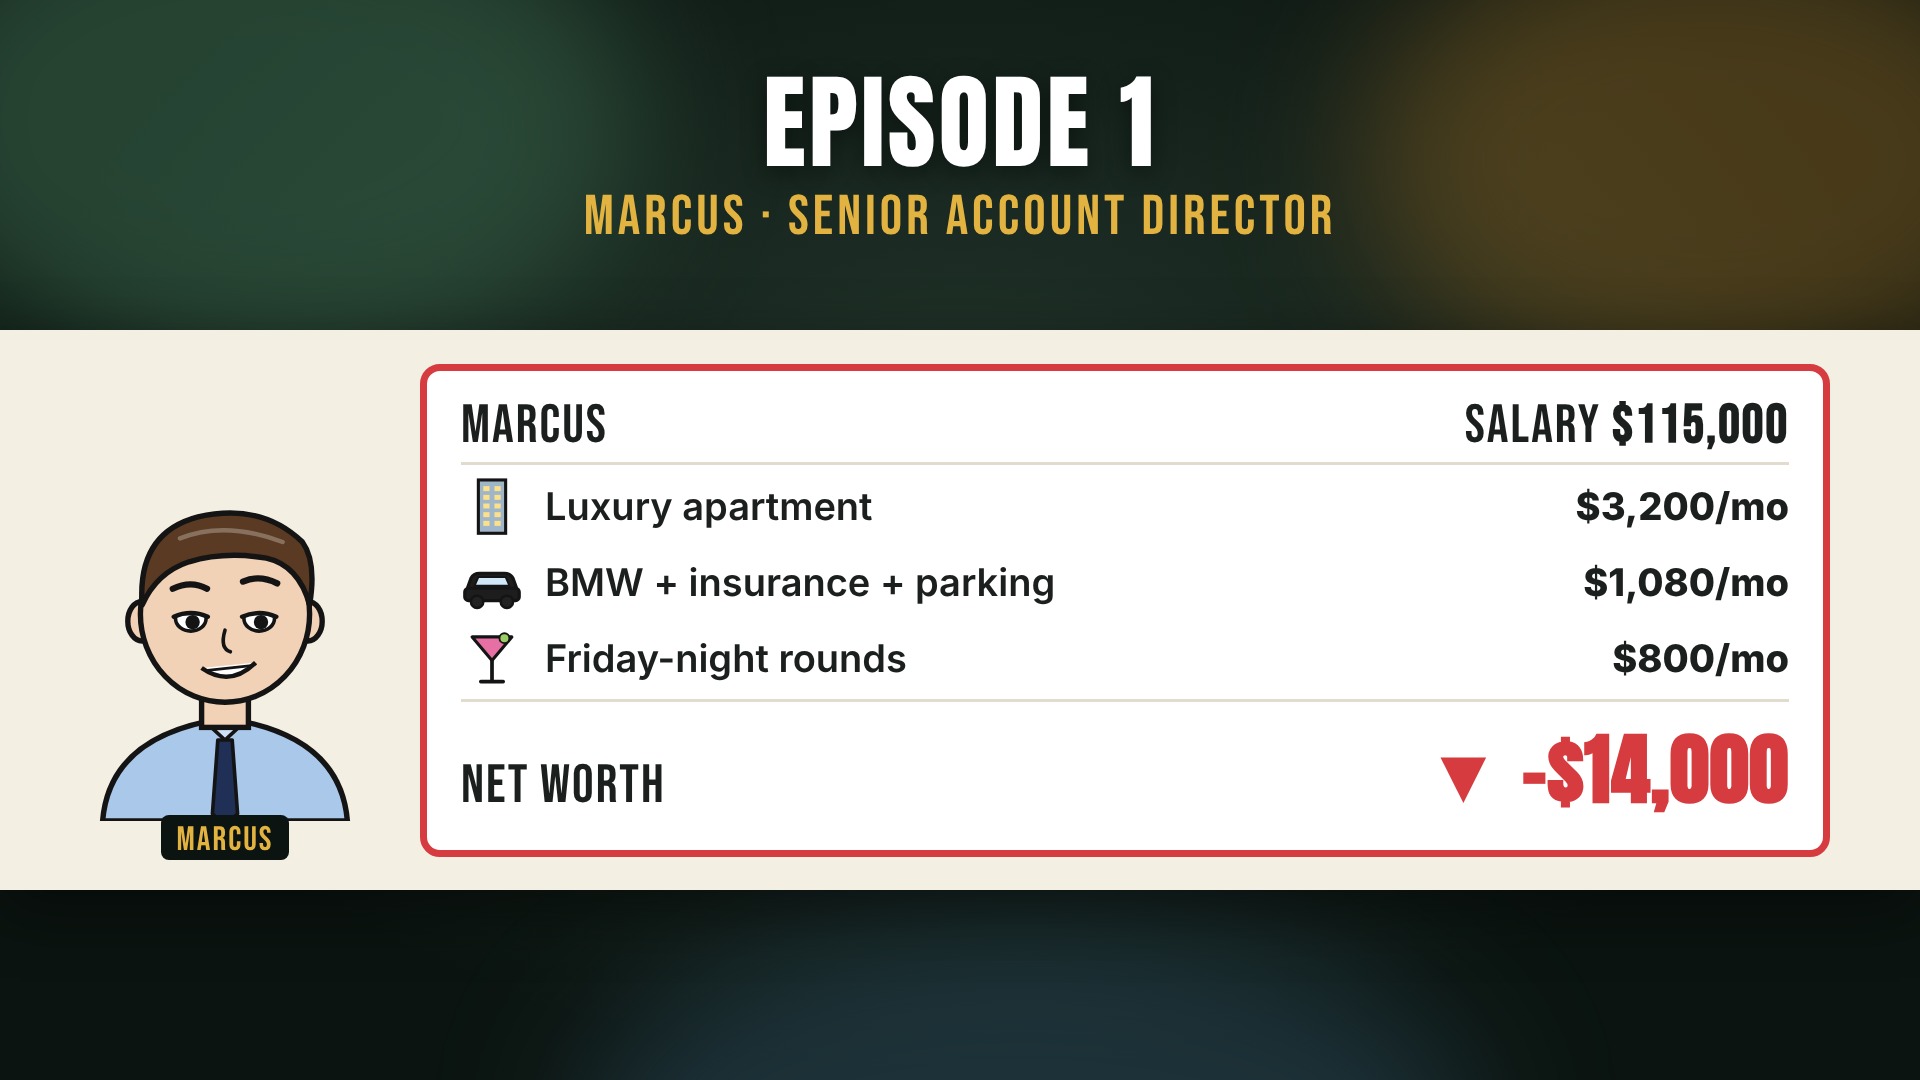 EPISODE 1
MARCUS · SENIOR ACCOUNT DIRECTOR
MARCUS SALARY $115,000
Luxury apartment $3,200/mo
BMW + insurance + parking $1,080/mo
Friday-night rounds $800/mo
NET WORTH ▼ -$14,000
MARCUS